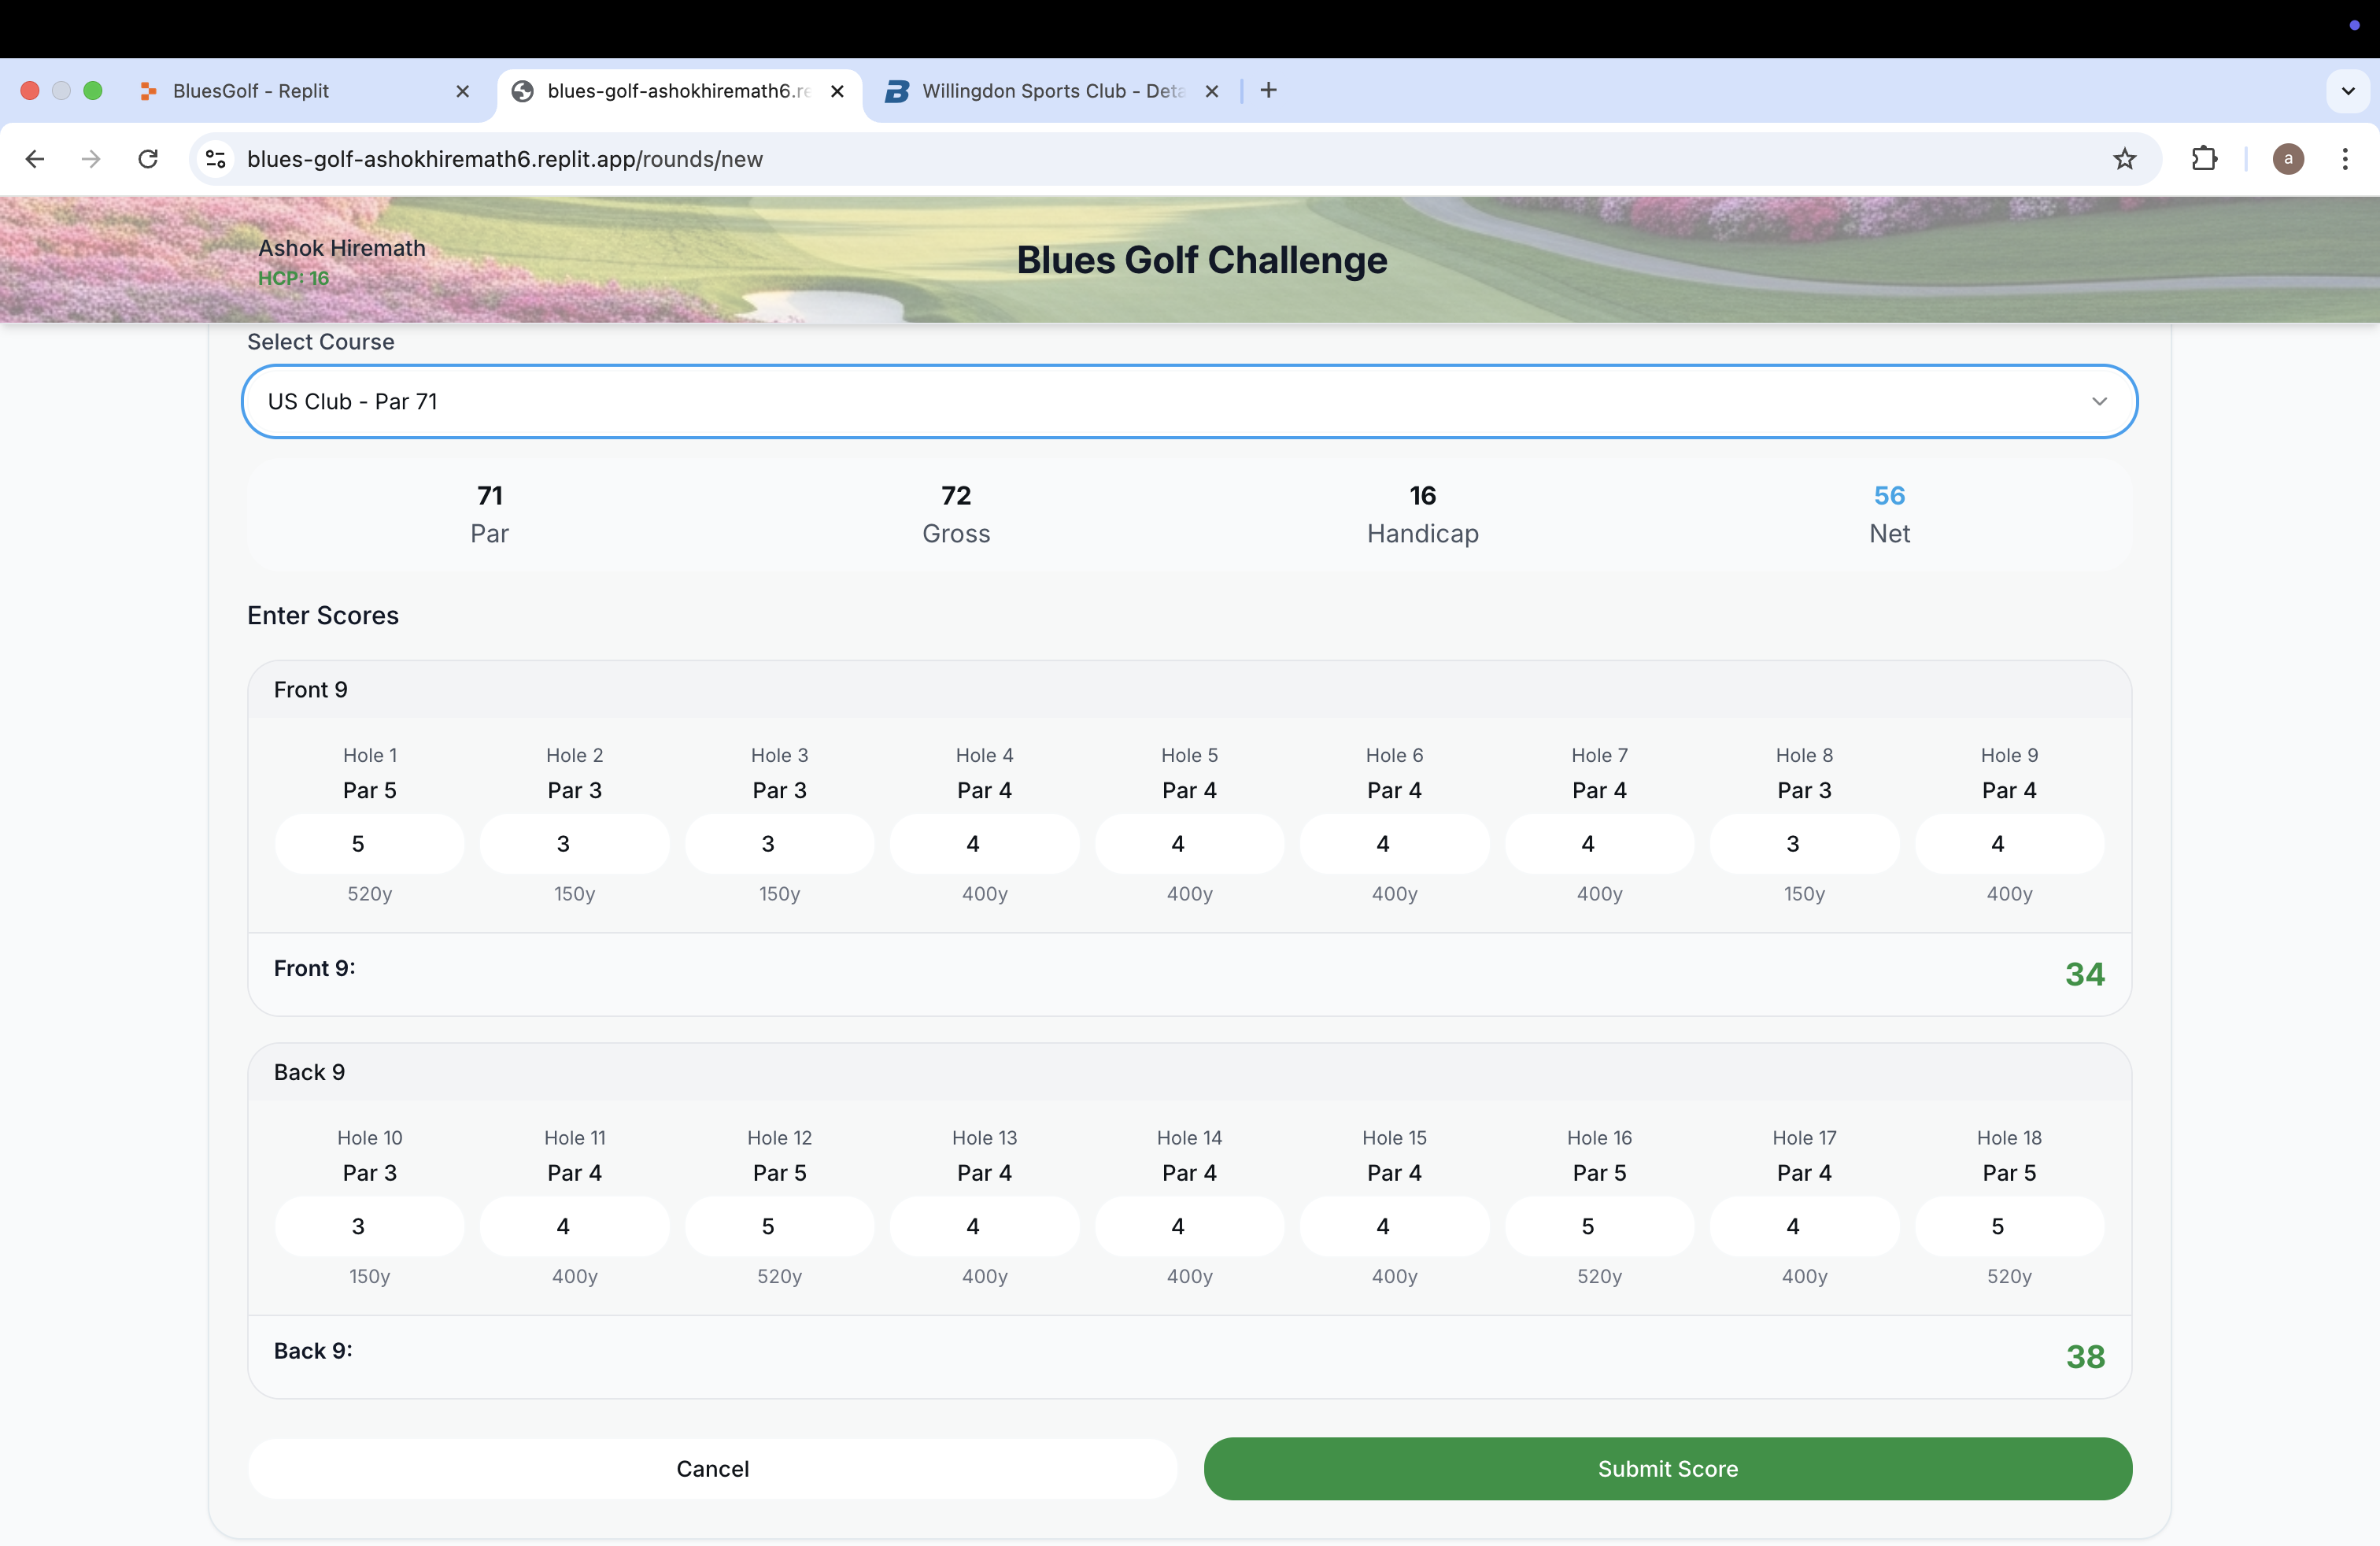 BluesGolf - Replit
blues-golf-ashokhiremath6.re
Willingdon Sports Club - Deta
blues-golf-ashokhiremath6.replit.app/rounds/new
a
Ashok Hiremath
HCP: 16
Blues Golf Challenge
Select Course
US Club - Par 71
71 72 16 56
Par Gross Handicap Net
Enter Scores
Front 9
Hole 1 Hole 2 Hole 3 Hole 4 Hole 5 Hole 6 Hole 7 Hole 8 Hole 9
Par 5 Par 3 Par 3 Par 4 Par 4 Par 4 Par 4 Par 3 Par 4
5 3 3 4 4 4 4 3 4
520y 150y 150y 400y 400y 400y 400y 150y 400y
Front 9: 34
Back 9
Hole 10 Hole 11 Hole 12 Hole 13 Hole 14 Hole 15 Hole 16 Hole 17 Hole 18
Par 3 Par 4 Par 5 Par 4 Par 4 Par 4 Par 5 Par 4 Par 5
3 4 5 4 4 4 5 4 5
150y 400y 520y 400y 400y 400y 520y 400y 520y
Back 9: 38
Cancel Submit Score